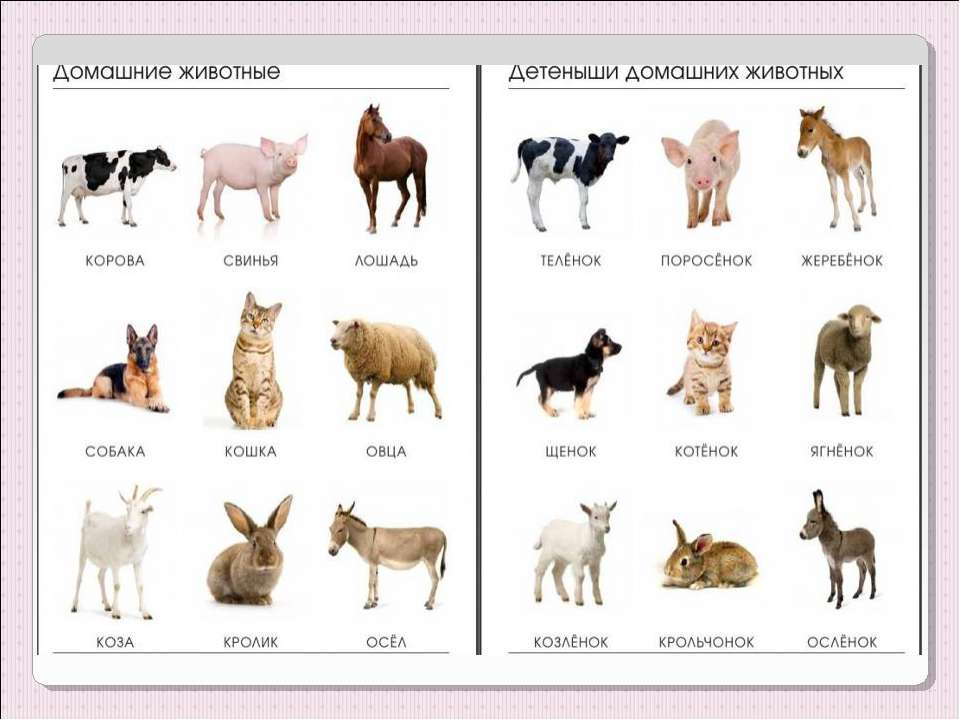 Домашние животные
КОРОВА СВИНЬЯ ЛОШАДЬ
СОБАКА КОШКА ОВЦА
КОЗА КРОЛИК ОСЁЛ
Детёныши домашних животных
ТЕЛЁНОК ПОРОСЁНОК ЖЕРЕБЁНОК
ЩЕНОК КОТЁНОК ЯГНЁНОК
КОЗЛЁНОК КРОЛЬЧОНОК ОСЛЁНОК